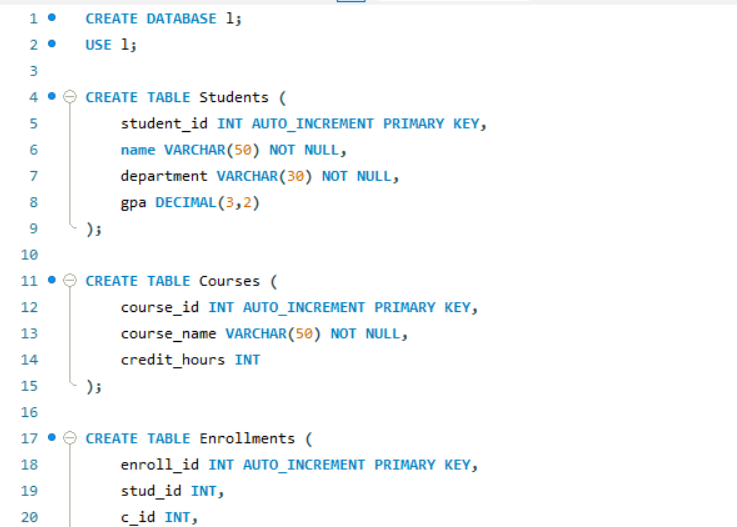 1 CREATE DATABASE l;
2 USE l;
3
4 CREATE TABLE Students (
5 student_id INT AUTO_INCREMENT PRIMARY KEY,
6 name VARCHAR(50) NOT NULL,
7 department VARCHAR(30) NOT NULL,
8 gpa DECIMAL(3,2)
9 );
10
11 CREATE TABLE Courses (
12 course_id INT AUTO_INCREMENT PRIMARY KEY,
13 course_name VARCHAR(50) NOT NULL,
14 credit_hours INT
15 );
16
17 CREATE TABLE Enrollments (
18 enroll_id INT AUTO_INCREMENT PRIMARY KEY,
19 stud_id INT,
20 c_id INT,